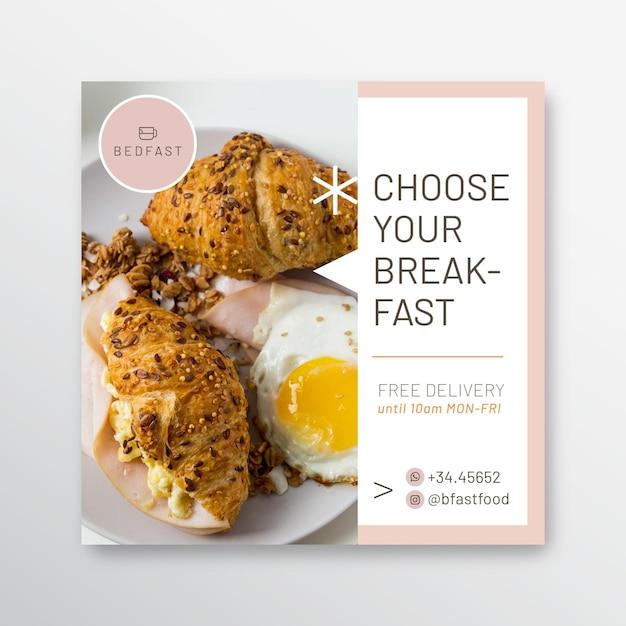 BEDFAST
CHOOSE
YOUR
BREAK-
FAST
FREE DELIVERY
until 10am MON-FRI
+34.45652
@bfastfood